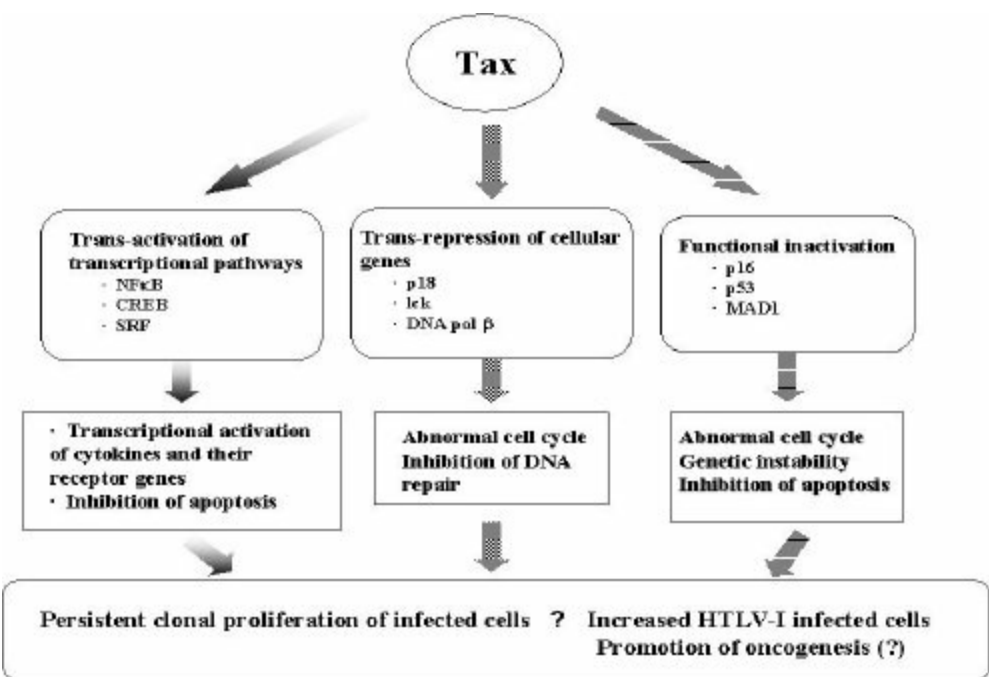 Tax
Trans-activation of
transcriptional pathways
· NFκB
· CREB
· SRF
Trans-repression of cellular
genes
· p18
· lck
· DNA pol β
Functional inactivation
· p16
· p53
· MAD1
· Transcriptional activation
of cytokines and their
receptor genes
· Inhibition of apoptosis
Abnormal cell cycle
Inhibition of DNA
repair
Abnormal cell cycle
Genetic instability
Inhibition of apoptosis
Persistent clonal proliferation of infected cells ? Increased HTLV-I infected cells
Promotion of oncogenesis (?)